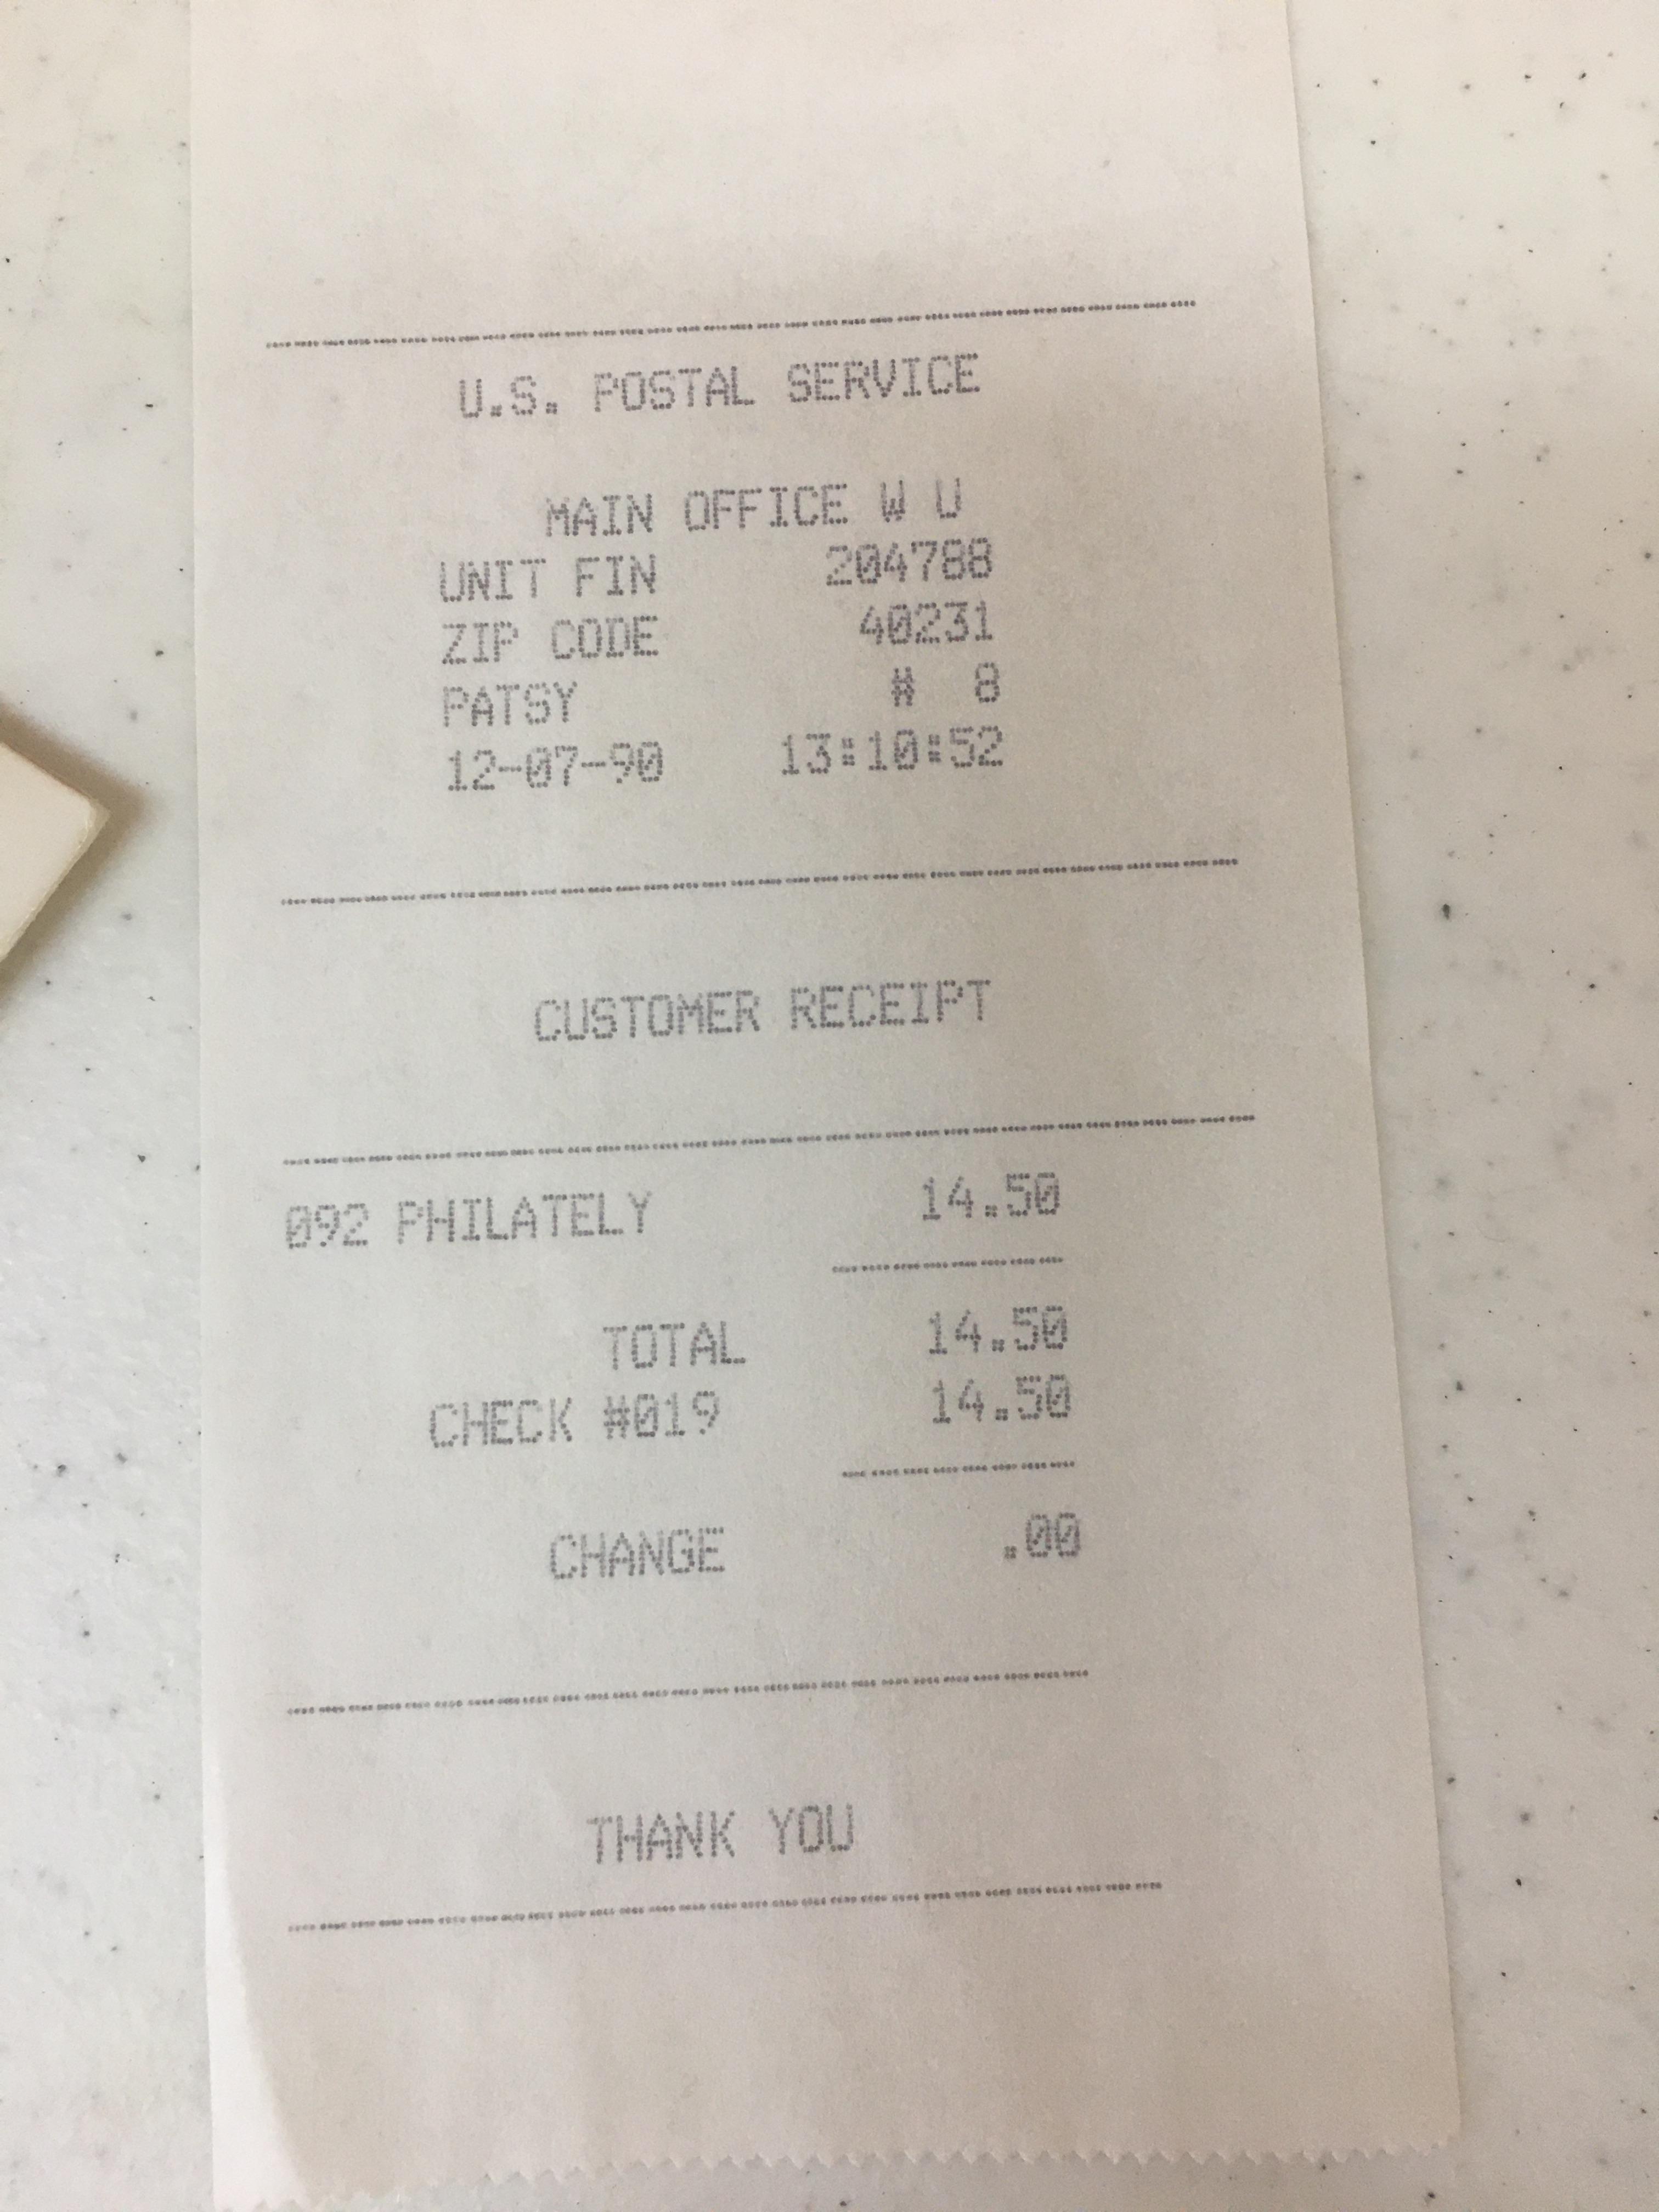 U.S. POSTAL SERVICE
MAIN OFFICE W U
UNIT FIN 204788
ZIP CODE 40231
PATSY # 8
12-07-90 13:10:52
CUSTOMER RECEIPT
092 PHILATELY 14.50
TOTAL 14.50
CHECK #019 14.50
CHANGE .00
THANK YOU